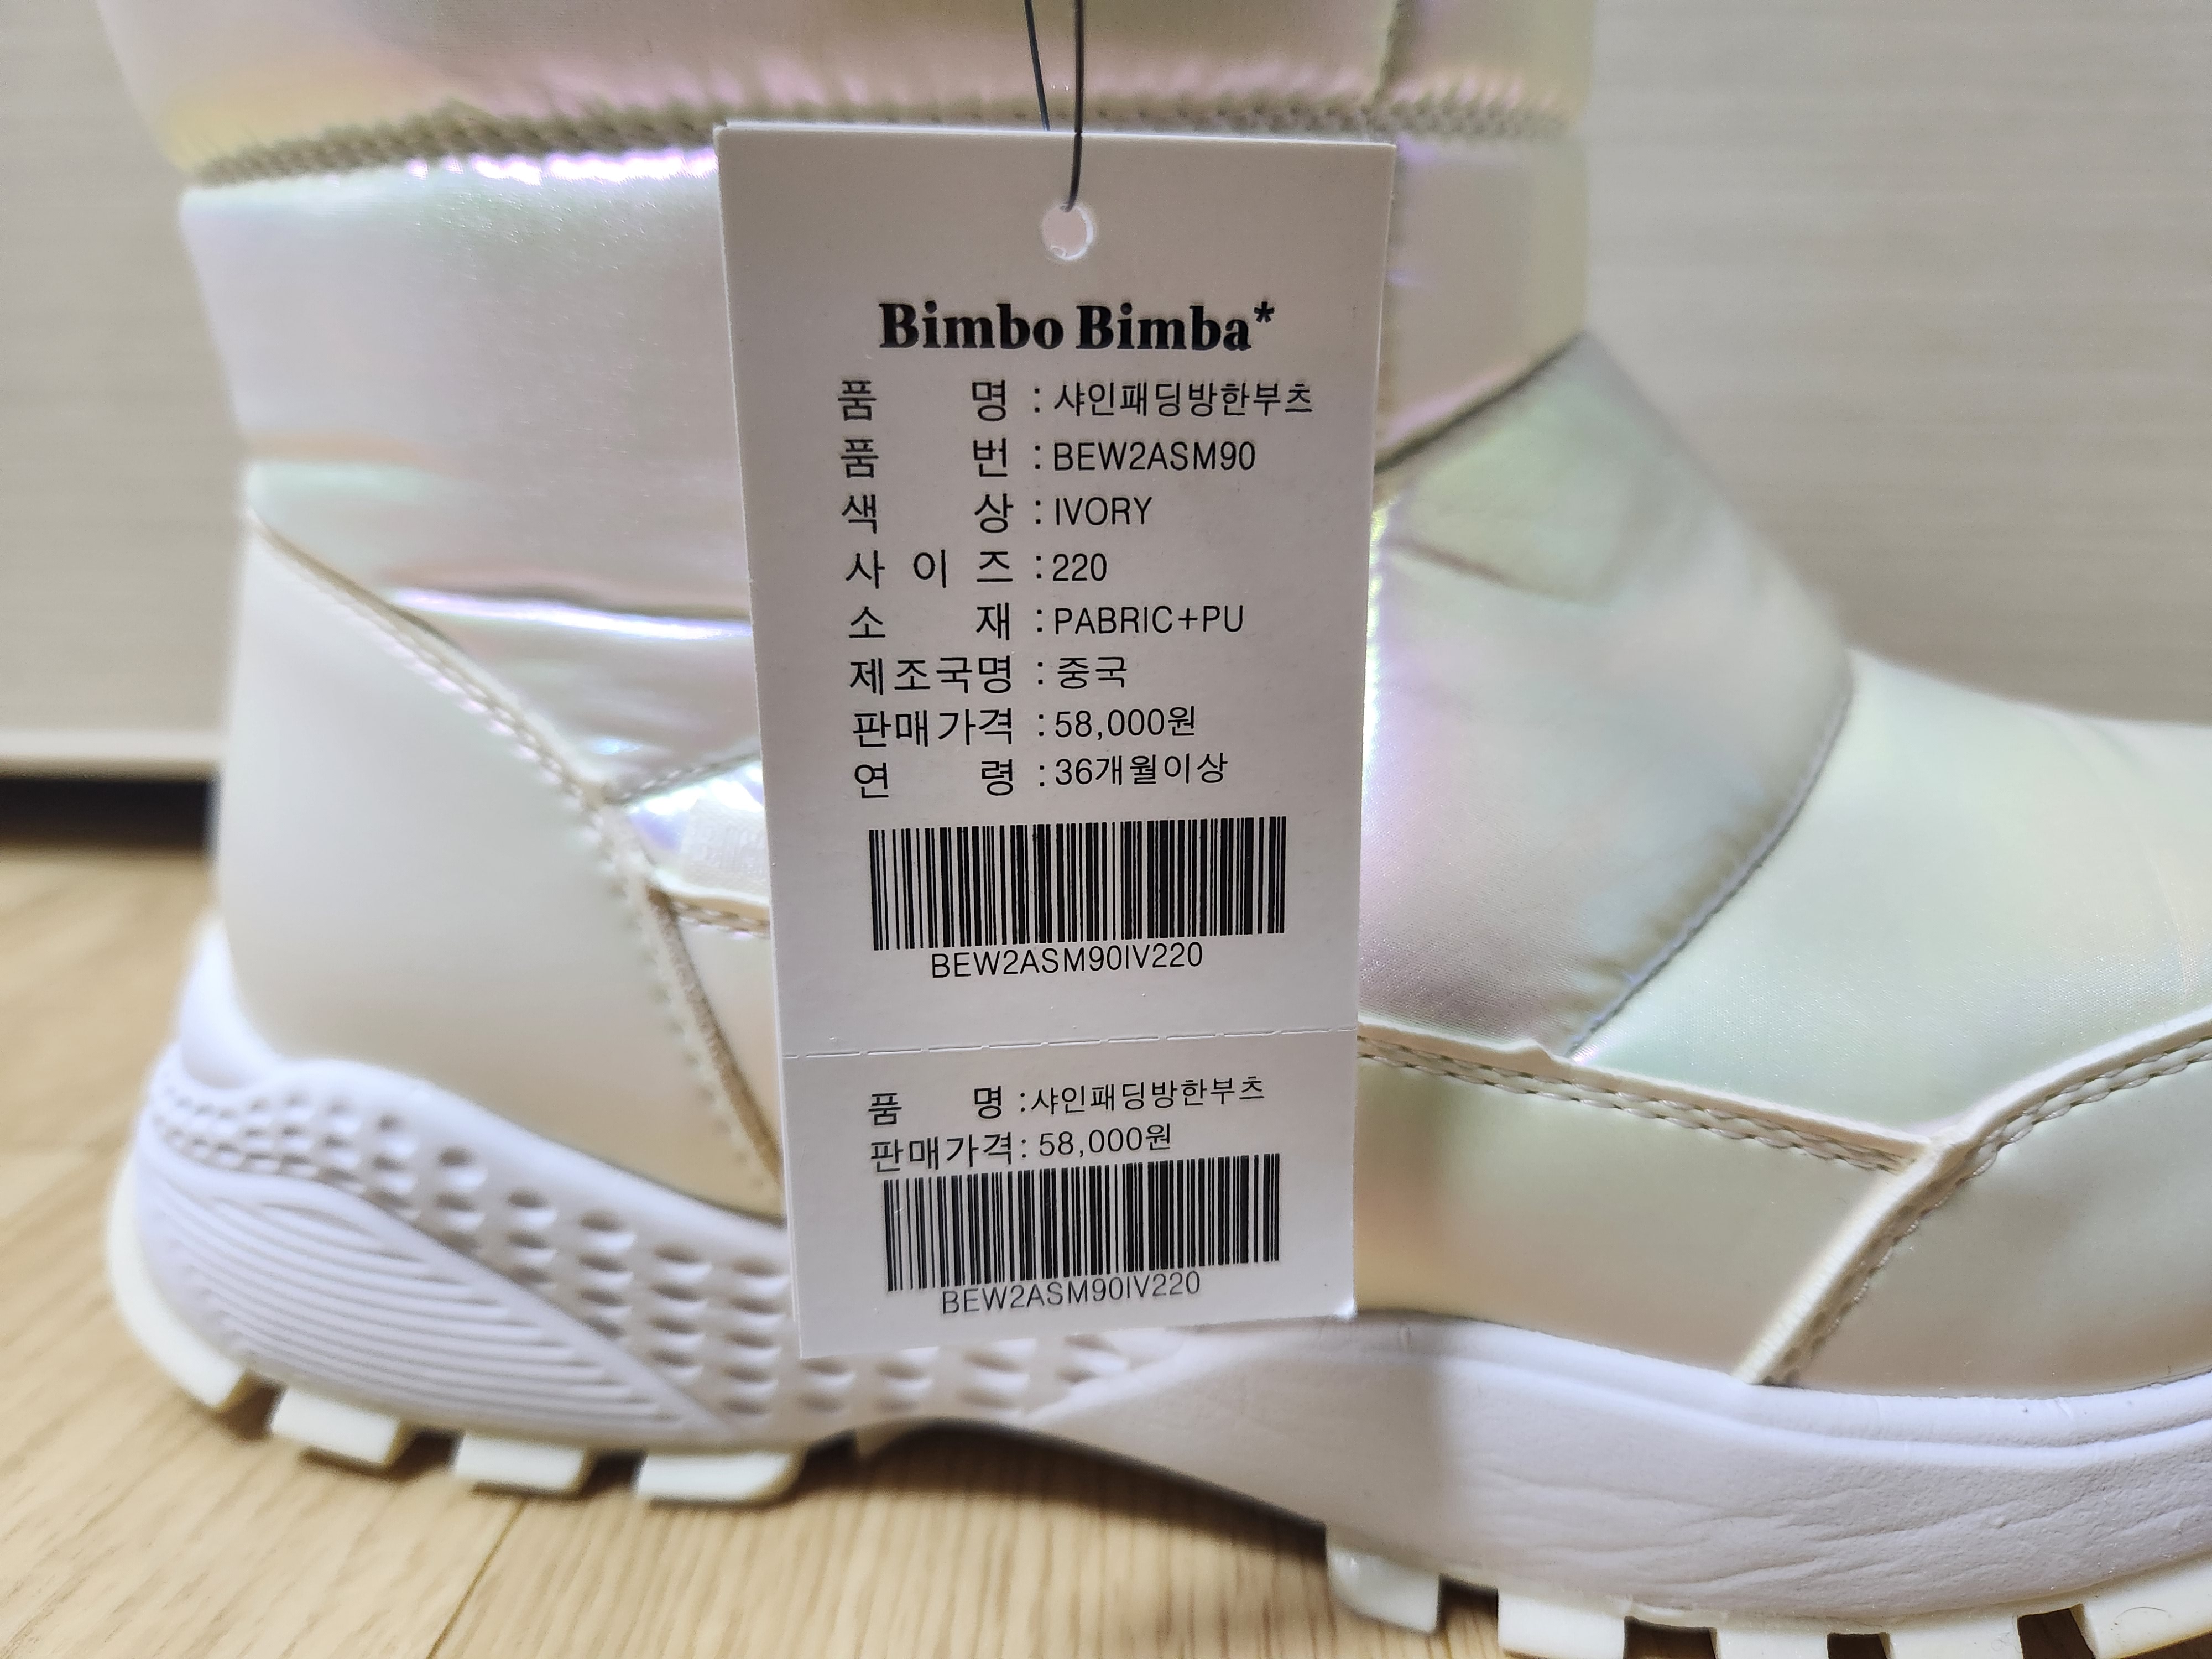 Bimbo Bimba*
품 명 : 샤인패딩방한부츠
품 번 : BEW2ASM90
색 상 : IVORY
사 이 즈 : 220
소 재 : PABRIC+PU
제조국명 : 중국
판매가격 : 58,000원
연 령 : 36개월이상
BEW2ASM90IV220
품 명 :샤인패딩방한부츠
판매가격: 58,000원
BEW2ASM90IV220